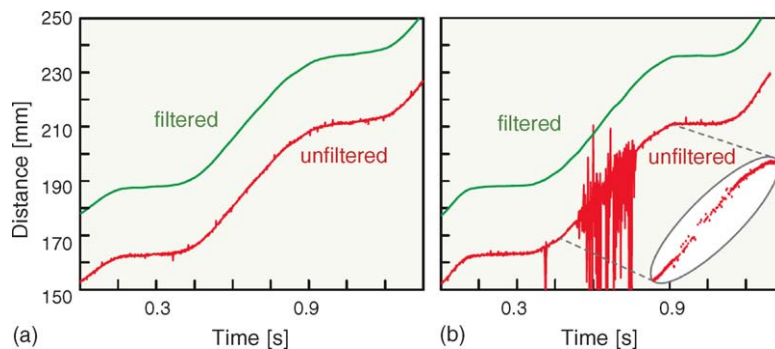 250
230
210
190
170
150
Distance [mm]
filtered
unfiltered
0.3
0.9
(a)
Time [s]
filtered
unfiltered
0.3
0.9
(b)
Time [s]